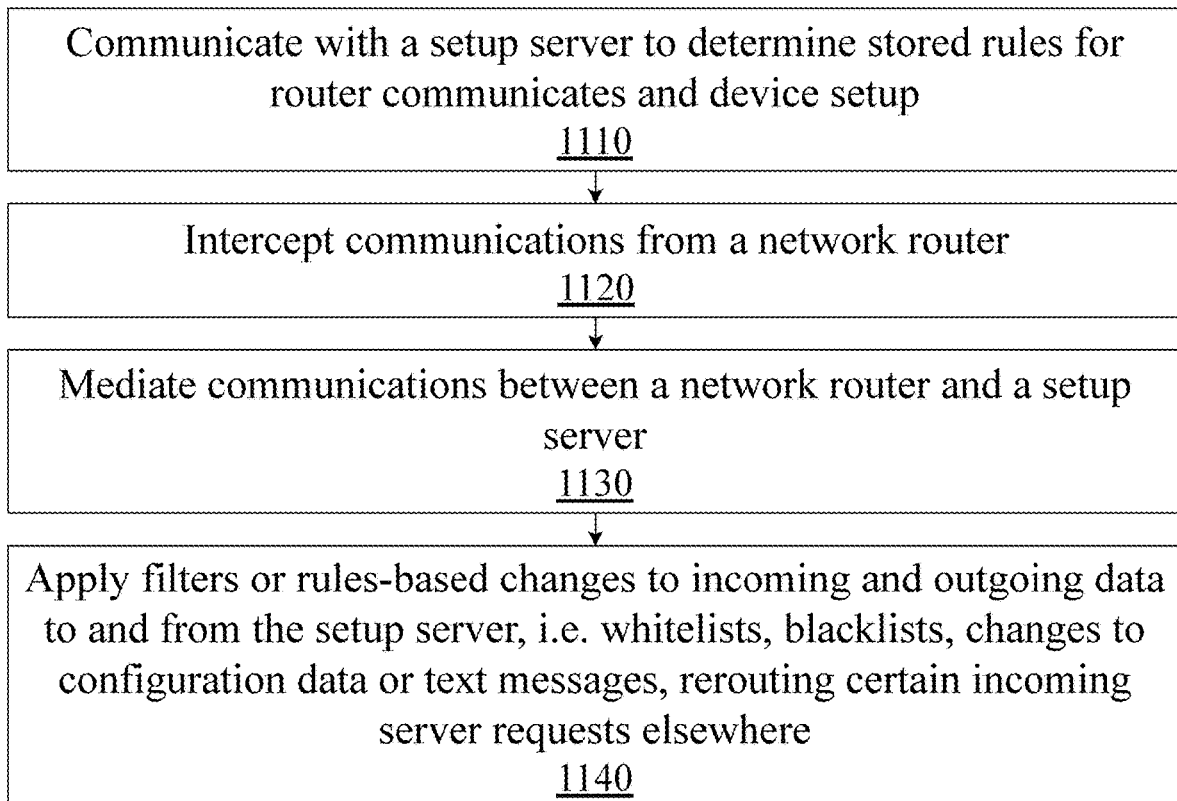 Communicate with a setup server to determine stored rules for
router communicates and device setup
1110
Intercept communications from a network router
1120
Mediate communications between a network router and a setup
server
1130
Apply filters or rules-based changes to incoming and outgoing data
to and from the setup server, i.e. whitelists, blacklists, changes to
configuration data or text messages, rerouting certain incoming
server requests elsewhere
1140